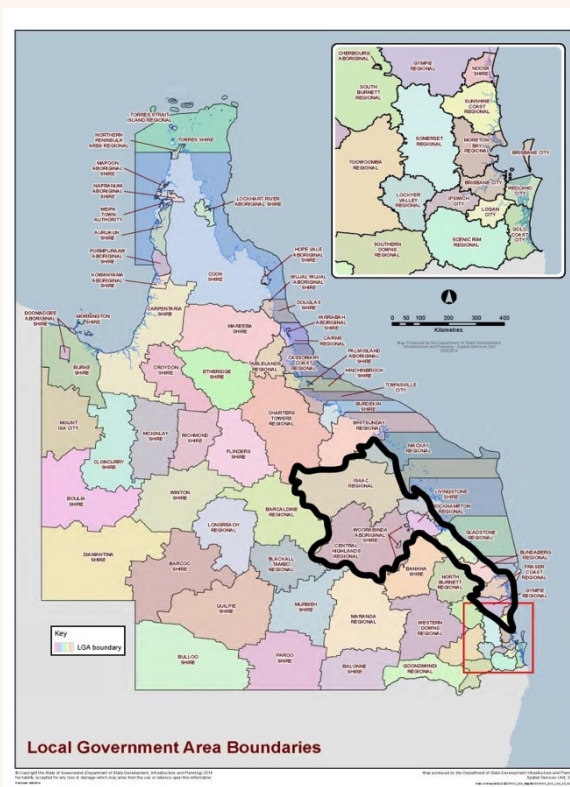 CHERBOURG
ABORIGINAL
GYMPIE
REGIONAL
NOOSA
SHIRE
SOUTH
BURNETT
REGIONAL
SUNSHINE
COAST
REGIONAL
SOMERSET
REGIONAL
MORETON
BAY
REGIONAL
TOOWOOMBA
REGIONAL
BRISBANE CITY
BRISBANE
CITY
REDLAND
CITY
LOCKYER
VALLEY
REGIONAL
IPSWICH
CITY
LOGAN
CITY
SCENIC RIM
REGIONAL
GOLD
COAST
CITY
SOUTHERN
DOWNS
REGIONAL
TORRES STRAIT
ISLAND REGIONAL
NORTHERN
PENINSULA
AREA REGIONAL
TORRES SHIRE
MAPOON
ABORIGINAL
SHIRE
NAPRANUM
ABORIGINAL
SHIRE
WEIPA
TOWN
AUTHORITY
LOCKHART RIVER
ABORIGINAL SHIRE
AURUKUN
SHIRE
PORMPURAAW
ABORIGINAL
SHIRE
KOWANYAMA
ABORIGINAL
SHIRE
COOK
SHIRE
HOPE VALE
ABORIGINAL
SHIRE
WUJAL WUJAL
ABORIGINAL
SHIRE
DOUGLAS
SHIRE
YARRABAH
ABORIGINAL
SHIRE
CAIRNS
REGIONAL
DOOMADGEE
ABORIGINAL
SHIRE
MORNINGTON
SHIRE
CARPENTARIA
SHIRE
MAREEBA
SHIRE
TABLELANDS
REGIONAL
CASSOWARY
COAST
REGIONAL
PALM ISLAND
ABORIGINAL
SHIRE
HINCHINBROOK
SHIRE
TOWNSVILLE
CITY
BURDEKIN
SHIRE
BURKE
SHIRE
CROYDON
SHIRE
ETHERIDGE
SHIRE
CHARTERS
TOWERS
REGIONAL
WHITSUNDAY
REGIONAL
MACKAY
REGIONAL
MOUNT
ISA CITY
CLONCURRY
SHIRE
MCKINLAY
SHIRE
RICHMOND
SHIRE
FLINDERS
SHIRE
ISAAC
REGIONAL
LIVINGSTONE
SHIRE
ROCKHAMPTON
REGIONAL
BOULIA
SHIRE
WINTON
SHIRE
BARCALDINE
REGIONAL
WOORABINDA
ABORIGINAL
SHIRE
CENTRAL
HIGHLANDS
REGIONAL
GLADSTONE
REGIONAL
LONGREACH
REGIONAL
BUNDABERG
REGIONAL
BLACKALL
TAMBO
REGIONAL
BANANA
SHIRE
NORTH
BURNETT
REGIONAL
FRASER
COAST
REGIONAL
GYMPIE
REGIONAL
DIAMANTINA
SHIRE
BARCOO
SHIRE
QUILPIE
SHIRE
MURWEH
SHIRE
MARANOA
REGIONAL
WESTERN
DOWNS
REGIONAL
BULLOO
SHIRE
PAROO
SHIRE
BALONNE
SHIRE
GOONDIWINDI
REGIONAL
0 50 100 200 300 400
Kilometres
Key
LGA boundary
Local Government Area Boundaries